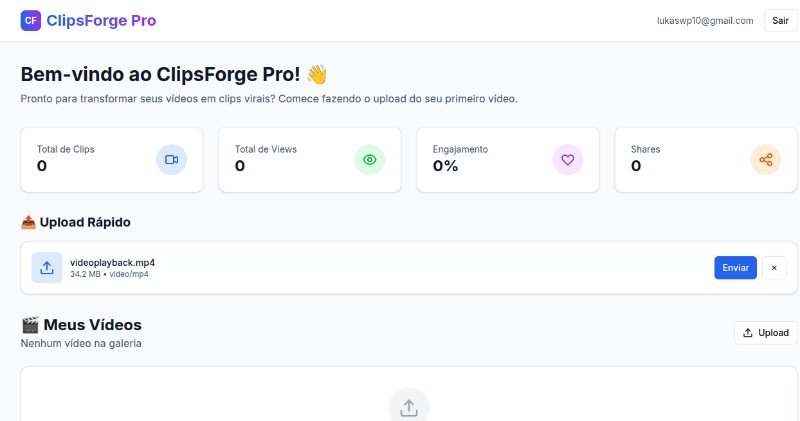 CF ClipsForge Pro
lukaswp10@gmail.com Sair
Bem-vindo ao ClipsForge Pro! 👋
Pronto para transformar seus vídeos em clips virais? Comece fazendo o upload do seu primeiro vídeo.
Total de Clips
0
Total de Views
0
Engajamento
0%
Shares
0
📤 Upload Rápido
videoplayback.mp4
34.2 MB • video/mp4
Enviar ×
🎬 Meus Vídeos
Nenhum vídeo na galeria
Upload